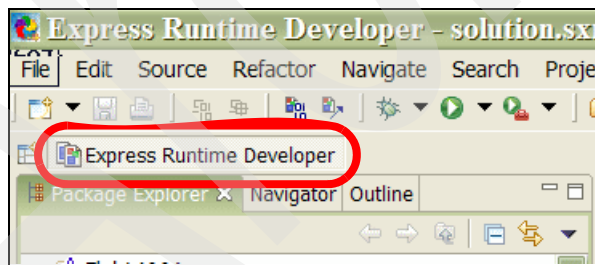 Express Runtime Developer - solution.sx
File Edit Source Refactor Navigate Search Proje
Express Runtime Developer
Package Explorer Navigator Outline